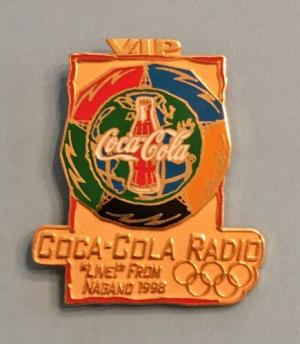 VIP
Coca-Cola
COCA-COLA RADIO
"LIVE!" FROM
NAGANO 1998